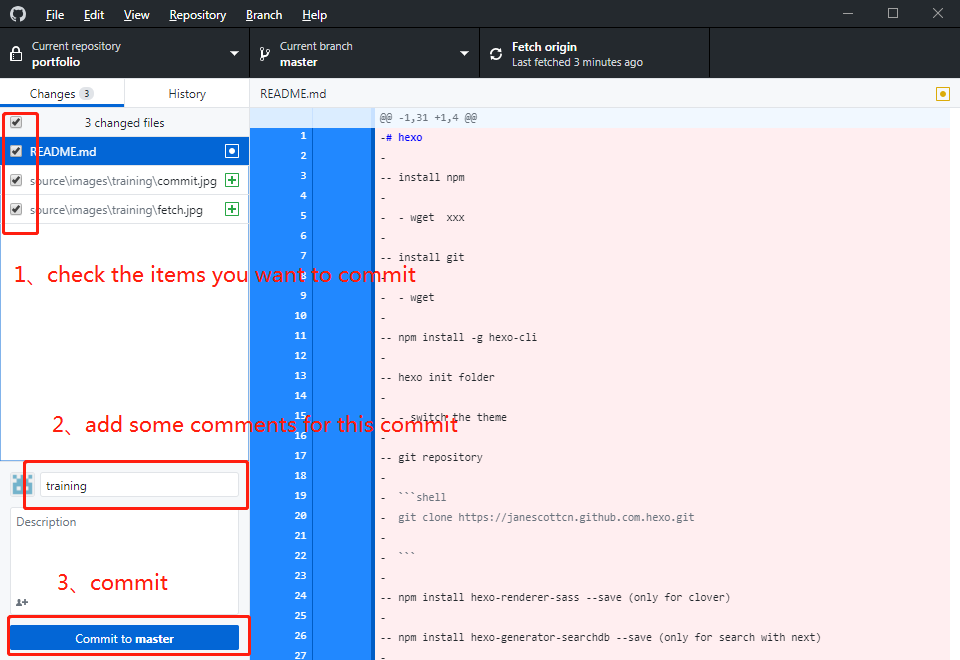 File Edit View Repository Branch Help
Current repository
portfolio
Current branch
master
Fetch origin
Last fetched 3 minutes ago
Changes 3
History
README.md
3 changed files
README.md
source\images\training\commit.jpg
source\images\training\fetch.jpg
1、check the items you want to commit
2、add some comments for this commit
training
Description
3、commit
Commit to master
@@ -1,31 +1,4 @@
1 -# hexo
2 -
3 -- install npm
4 -
5 -  - wget  xxx
6 -
7 -- install git
8 -
9 -  - wget
10 -
11 -- npm install -g hexo-cli
12 -
13 -- hexo init folder
14 -
15 -  - switch the theme
16 -
17 -- git repository
18 -
19 -  ```shell
20 -  git clone https://janescottcn.github.com.hexo.git
21 -
22 -  ```
23 -
24 -- npm install hexo-renderer-sass --save (only for clover)
25 -
26 -- npm install hexo-generator-searchdb --save (only for search with next)
27 -